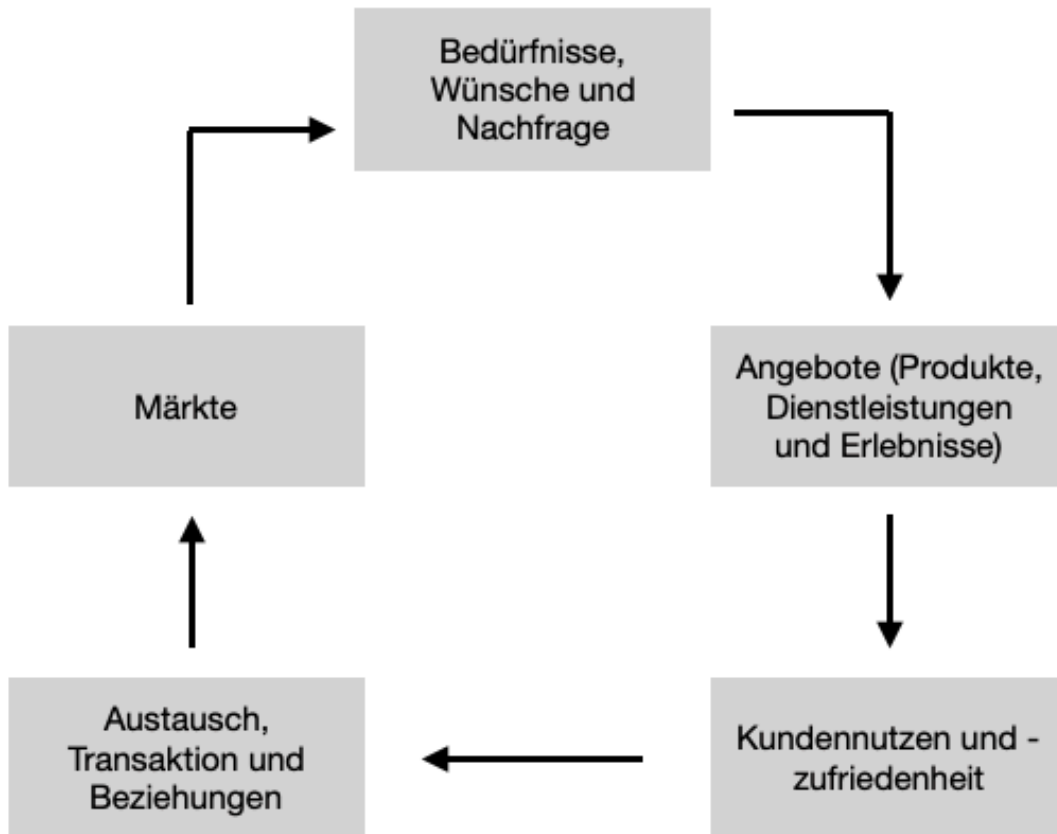 Bedürfnisse,
Wünsche und
Nachfrage
Angebote (Produkte,
Dienstleistungen
und Erlebnisse)
Kundennutzen und -
zufriedenheit
Austausch,
Transaktion und
Beziehungen
Märkte